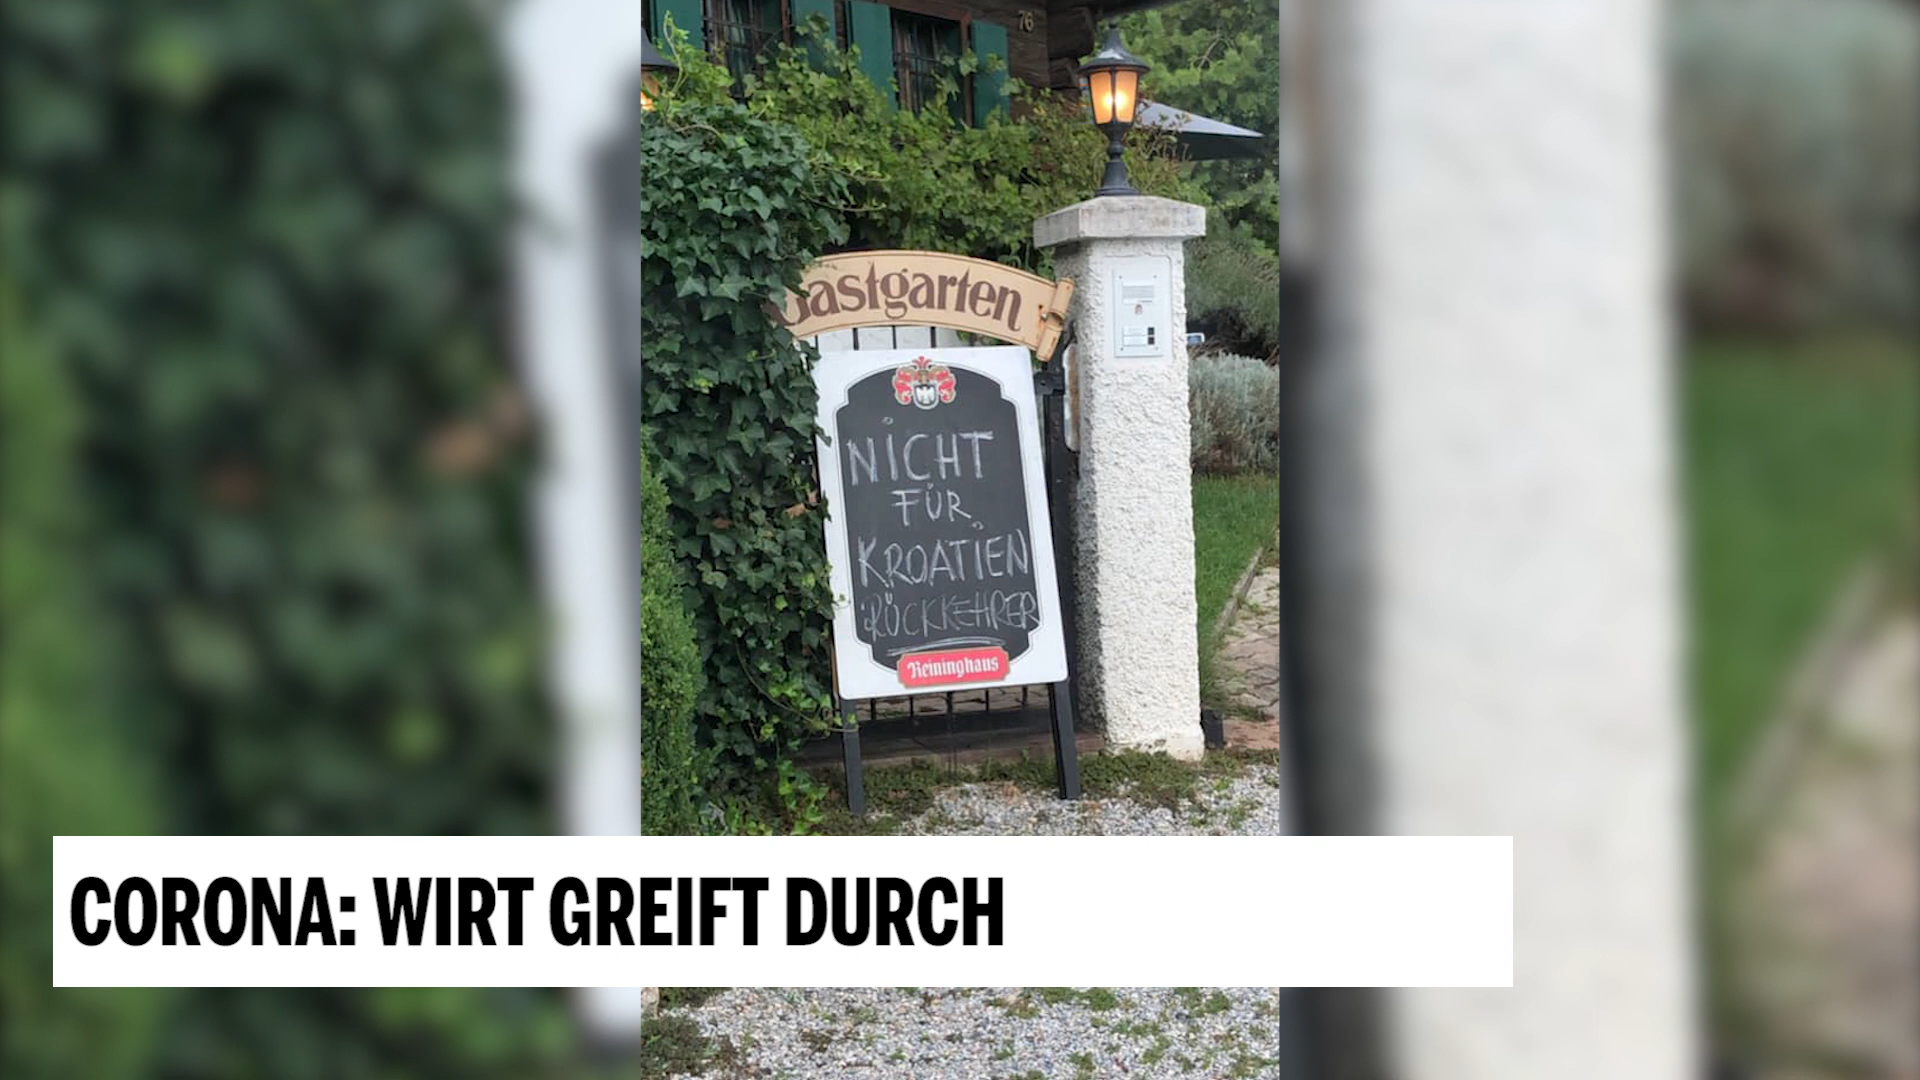 76
Gastgarten
NICHT
FÜR
KROATIEN
RÜCKKEHRER
Reininghaus
CORONA: WIRT GREIFT DURCH